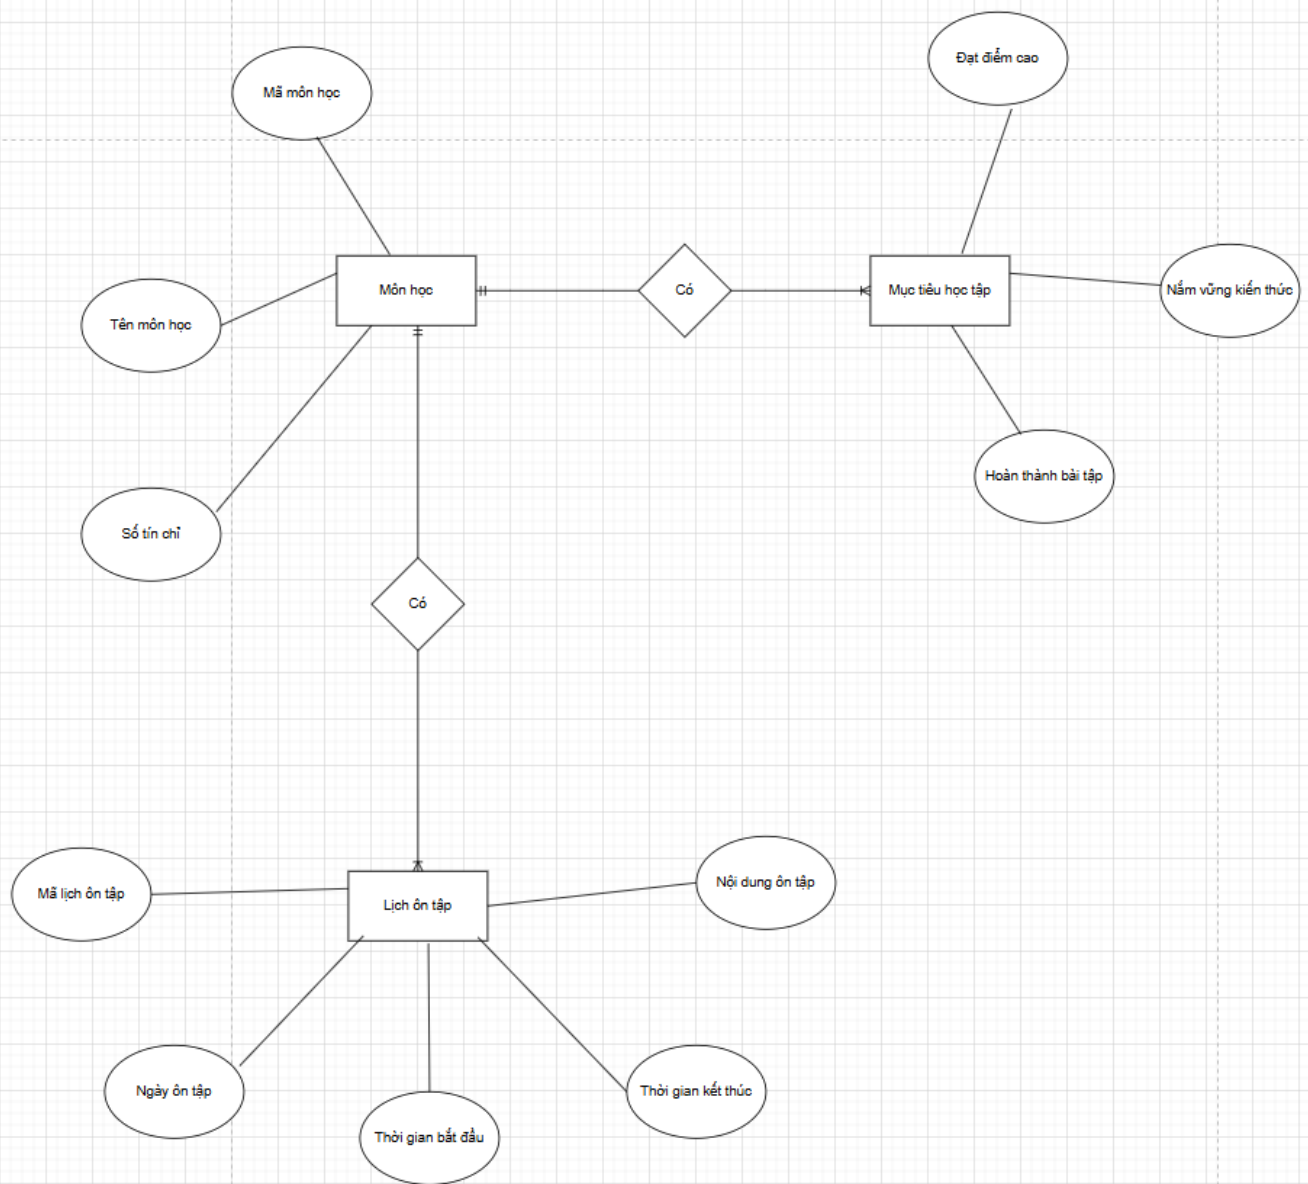 Đạt điểm cao
Mã môn học
Môn học
Có
Mục tiêu học tập
Nắm vững kiến thức
Tên môn học
Hoàn thành bài tập
Số tín chỉ
Có
Nội dung ôn tập
Mã lịch ôn tập
Lịch ôn tập
Ngày ôn tập
Thời gian kết thúc
Thời gian bắt đầu